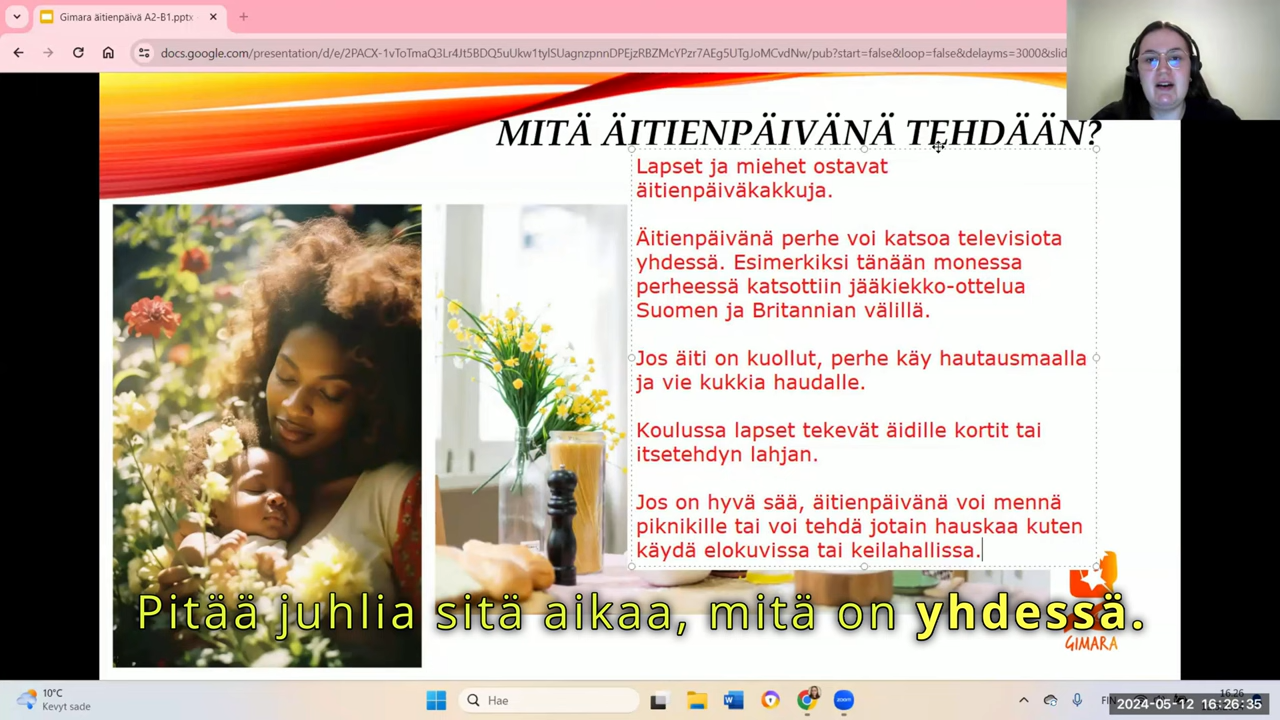 Gimara äitienpäivä A2-B1.pptx
docs.google.com/presentation/d/e/2PACX-1vToTmaQ3Lr4Jt5BDQ5uUkw1tylSUagnzpnnDPEjzRBZMcYPzr7AEg5UTgJoMCvdNw/pub?start=false&loop=false&delayms=3000&slid
MITÄ ÄITIENPÄIVÄNÄ TEHDÄÄN?
Lapset ja miehet ostavat
äitienpäiväkakkuja.
Äitienpäivänä perhe voi katsoa televisiota
yhdessä. Esimerkiksi tänään monessa
perheessä katsottiin jääkiekko-ottelua
Suomen ja Britannian välillä.
Jos äiti on kuollut, perhe käy hautausmaalla
ja vie kukkia haudalle.
Koulussa lapset tekevät äidille kortit tai
itsetehdyn lahjan.
Jos on hyvä sää, äitienpäivänä voi mennä
piknikille tai voi tehdä jotain hauskaa kuten
käydä elokuvissa tai keilahallissa.
Pitää juhlia sitä aikaa, mitä on yhdessä.
GIMARA
10°C
Kevyt sade
Hae
zoom
FIN
16.26
2024-05-12 16:26:35